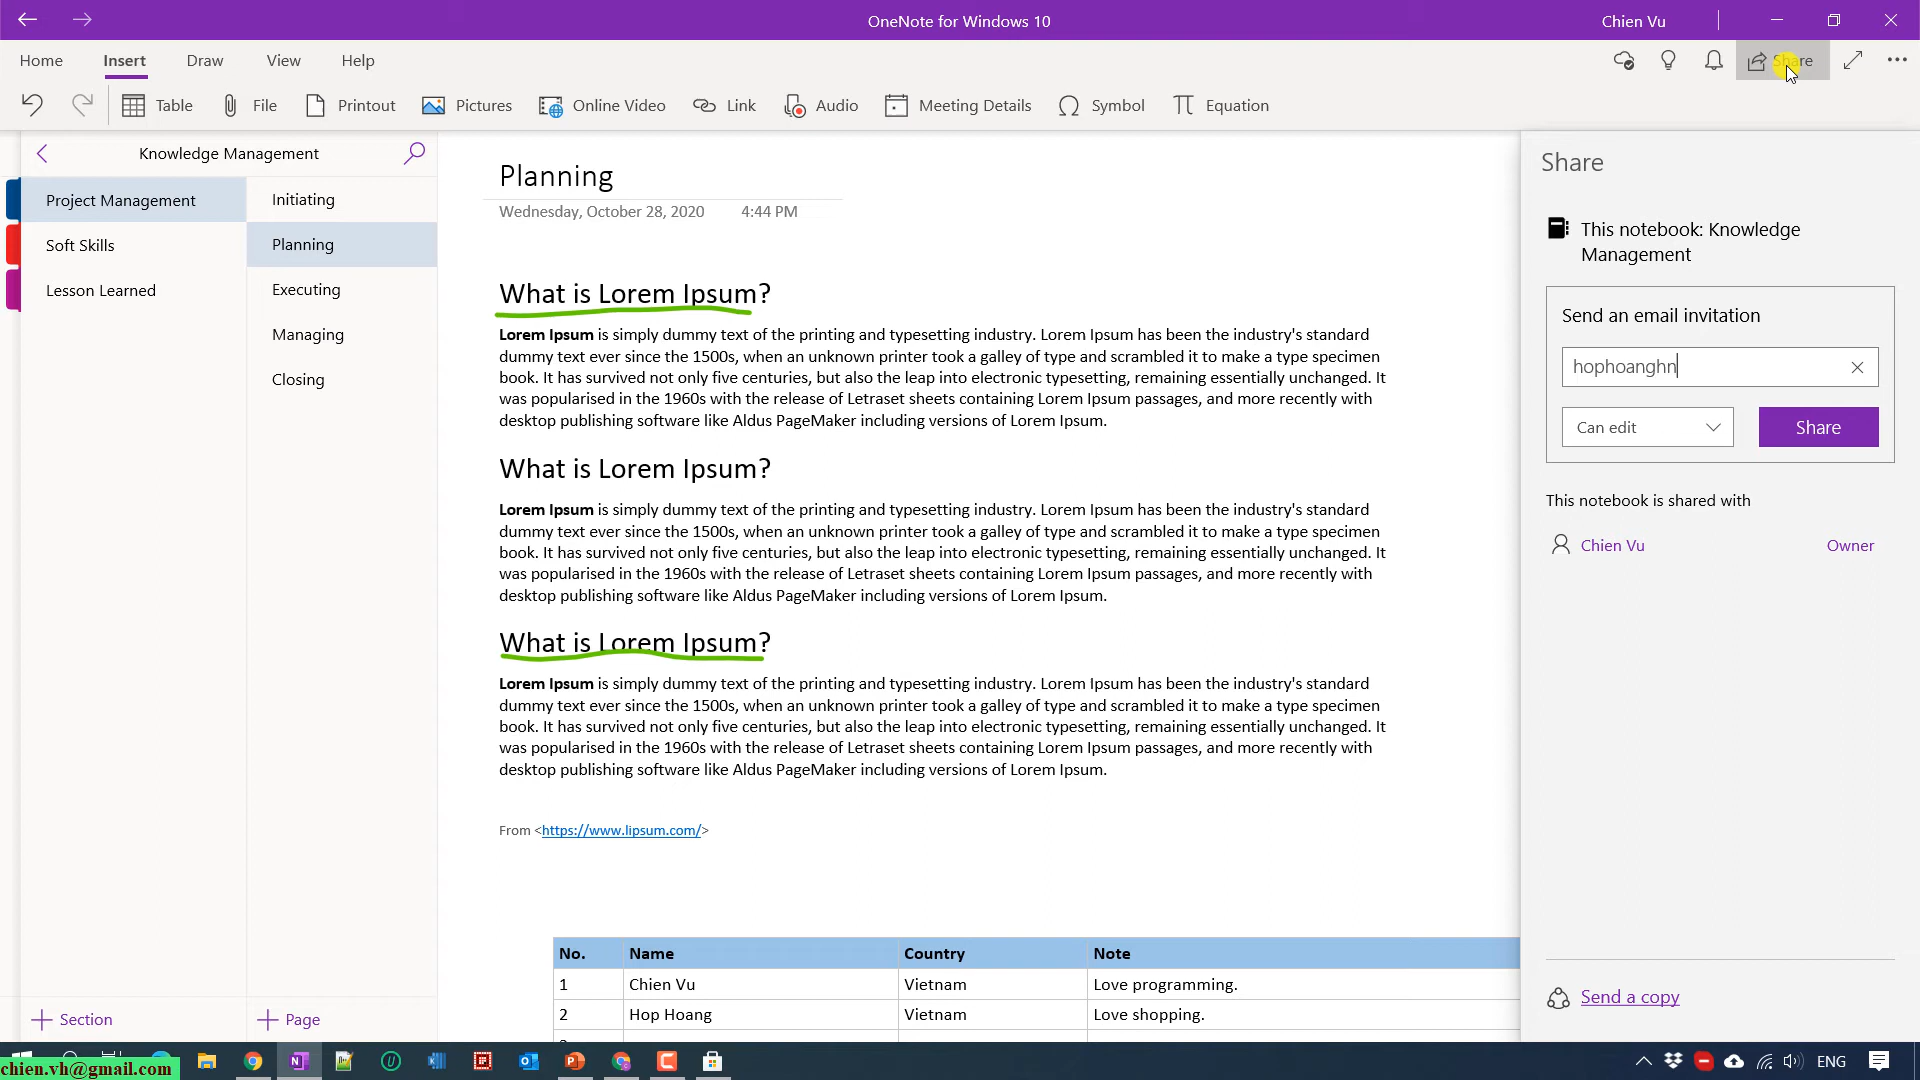 OneNote for Windows 10
Chien Vu
Home Insert Draw View Help
Share
Table File Printout Pictures Online Video Link Audio Meeting Details Symbol Equation
Knowledge Management
Project Management
Soft Skills
Lesson Learned
Initiating
Planning
Executing
Managing
Closing
Section
Page
Planning
Wednesday, October 28, 2020 4:44 PM
What is Lorem Ipsum?
Lorem Ipsum is simply dummy text of the printing and typesetting industry. Lorem Ipsum has been the industry's standard
dummy text ever since the 1500s, when an unknown printer took a galley of type and scrambled it to make a type specimen
book. It has survived not only five centuries, but also the leap into electronic typesetting, remaining essentially unchanged. It
was popularised in the 1960s with the release of Letraset sheets containing Lorem Ipsum passages, and more recently with
desktop publishing software like Aldus PageMaker including versions of Lorem Ipsum.
What is Lorem Ipsum?
Lorem Ipsum is simply dummy text of the printing and typesetting industry. Lorem Ipsum has been the industry's standard
dummy text ever since the 1500s, when an unknown printer took a galley of type and scrambled it to make a type specimen
book. It has survived not only five centuries, but also the leap into electronic typesetting, remaining essentially unchanged. It
was popularised in the 1960s with the release of Letraset sheets containing Lorem Ipsum passages, and more recently with
desktop publishing software like Aldus PageMaker including versions of Lorem Ipsum.
What is Lorem Ipsum?
Lorem Ipsum is simply dummy text of the printing and typesetting industry. Lorem Ipsum has been the industry's standard
dummy text ever since the 1500s, when an unknown printer took a galley of type and scrambled it to make a type specimen
book. It has survived not only five centuries, but also the leap into electronic typesetting, remaining essentially unchanged. It
was popularised in the 1960s with the release of Letraset sheets containing Lorem Ipsum passages, and more recently with
desktop publishing software like Aldus PageMaker including versions of Lorem Ipsum.
From <https://www.lipsum.com/>
No. Name Country Note
1 Chien Vu Vietnam Love programming.
2 Hop Hoang Vietnam Love shopping.
Share
This notebook: Knowledge
Management
Send an email invitation
hophoanghn
Can edit Share
This notebook is shared with
Chien Vu Owner
Send a copy
chien.vh@gmail.com
ENG